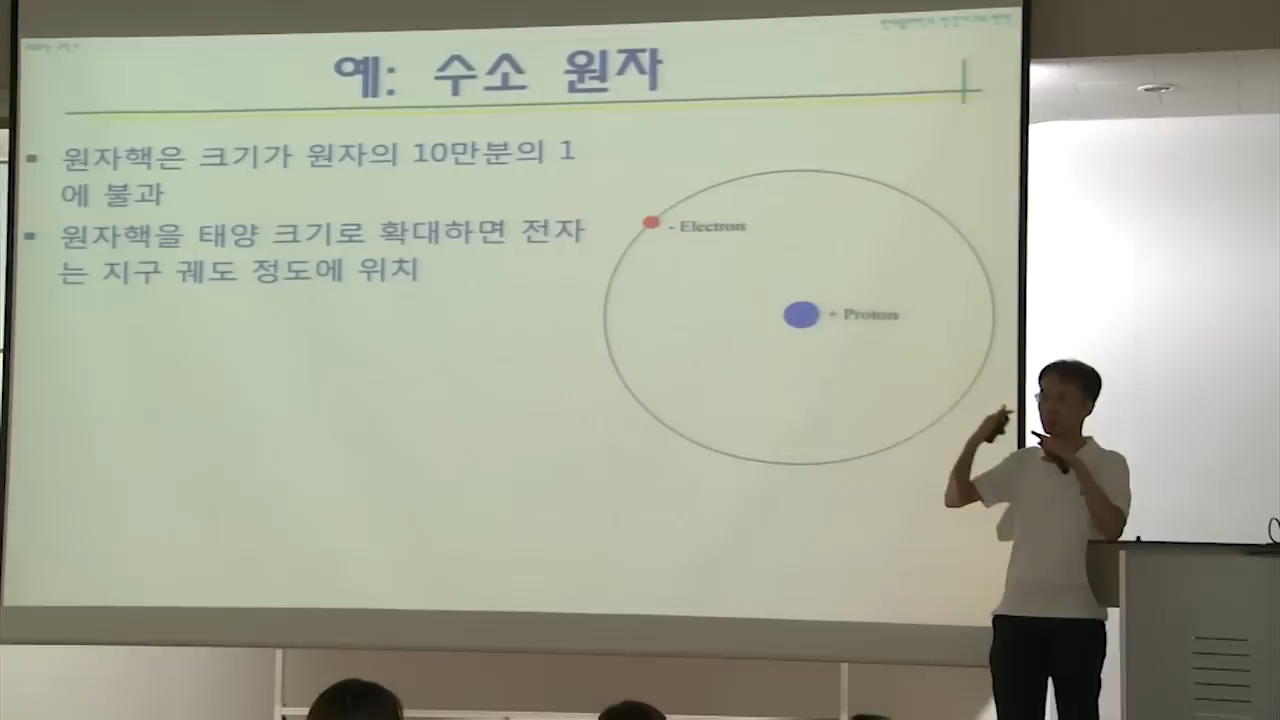 예: 수소 원자
원자핵은 크기가 원자의 10만분의 1
에 불과
원자핵을 태양 크기로 확대하면 전자
는 지구 궤도 정도에 위치
- Electron
+ Proton